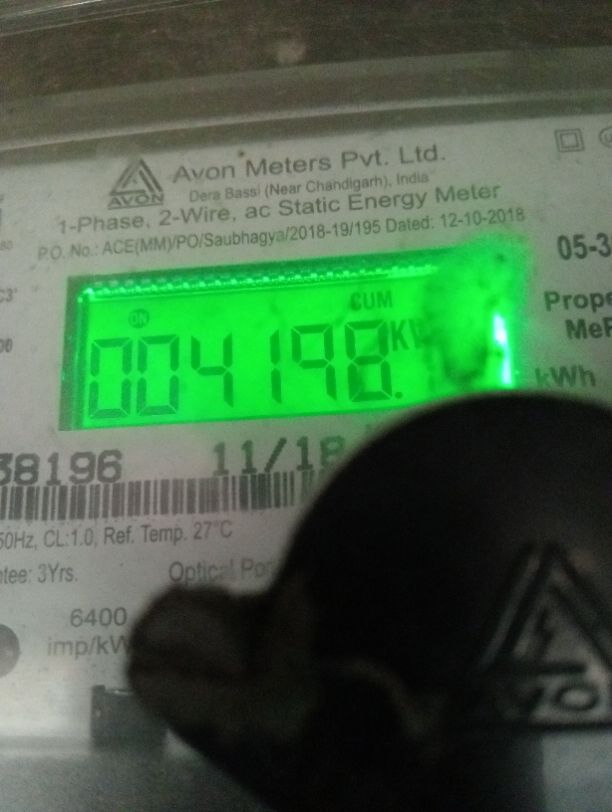 Avon Meters Pvt. Ltd.
AVON
Dera Bassi (Near Chandigarh), India
1-Phase, 2-Wire, ac Static Energy Meter
P.O. No.: ACE(MM)/PO/Saubhagya/2018-19/195 Dated: 12-10-2018
05-3
ON
CUM
004198.
kWh
38196
11/18
50Hz, CL:1.0, Ref. Temp. 27°C
tee: 3Yrs.
Optical Por
6400
imp/kW
AVO